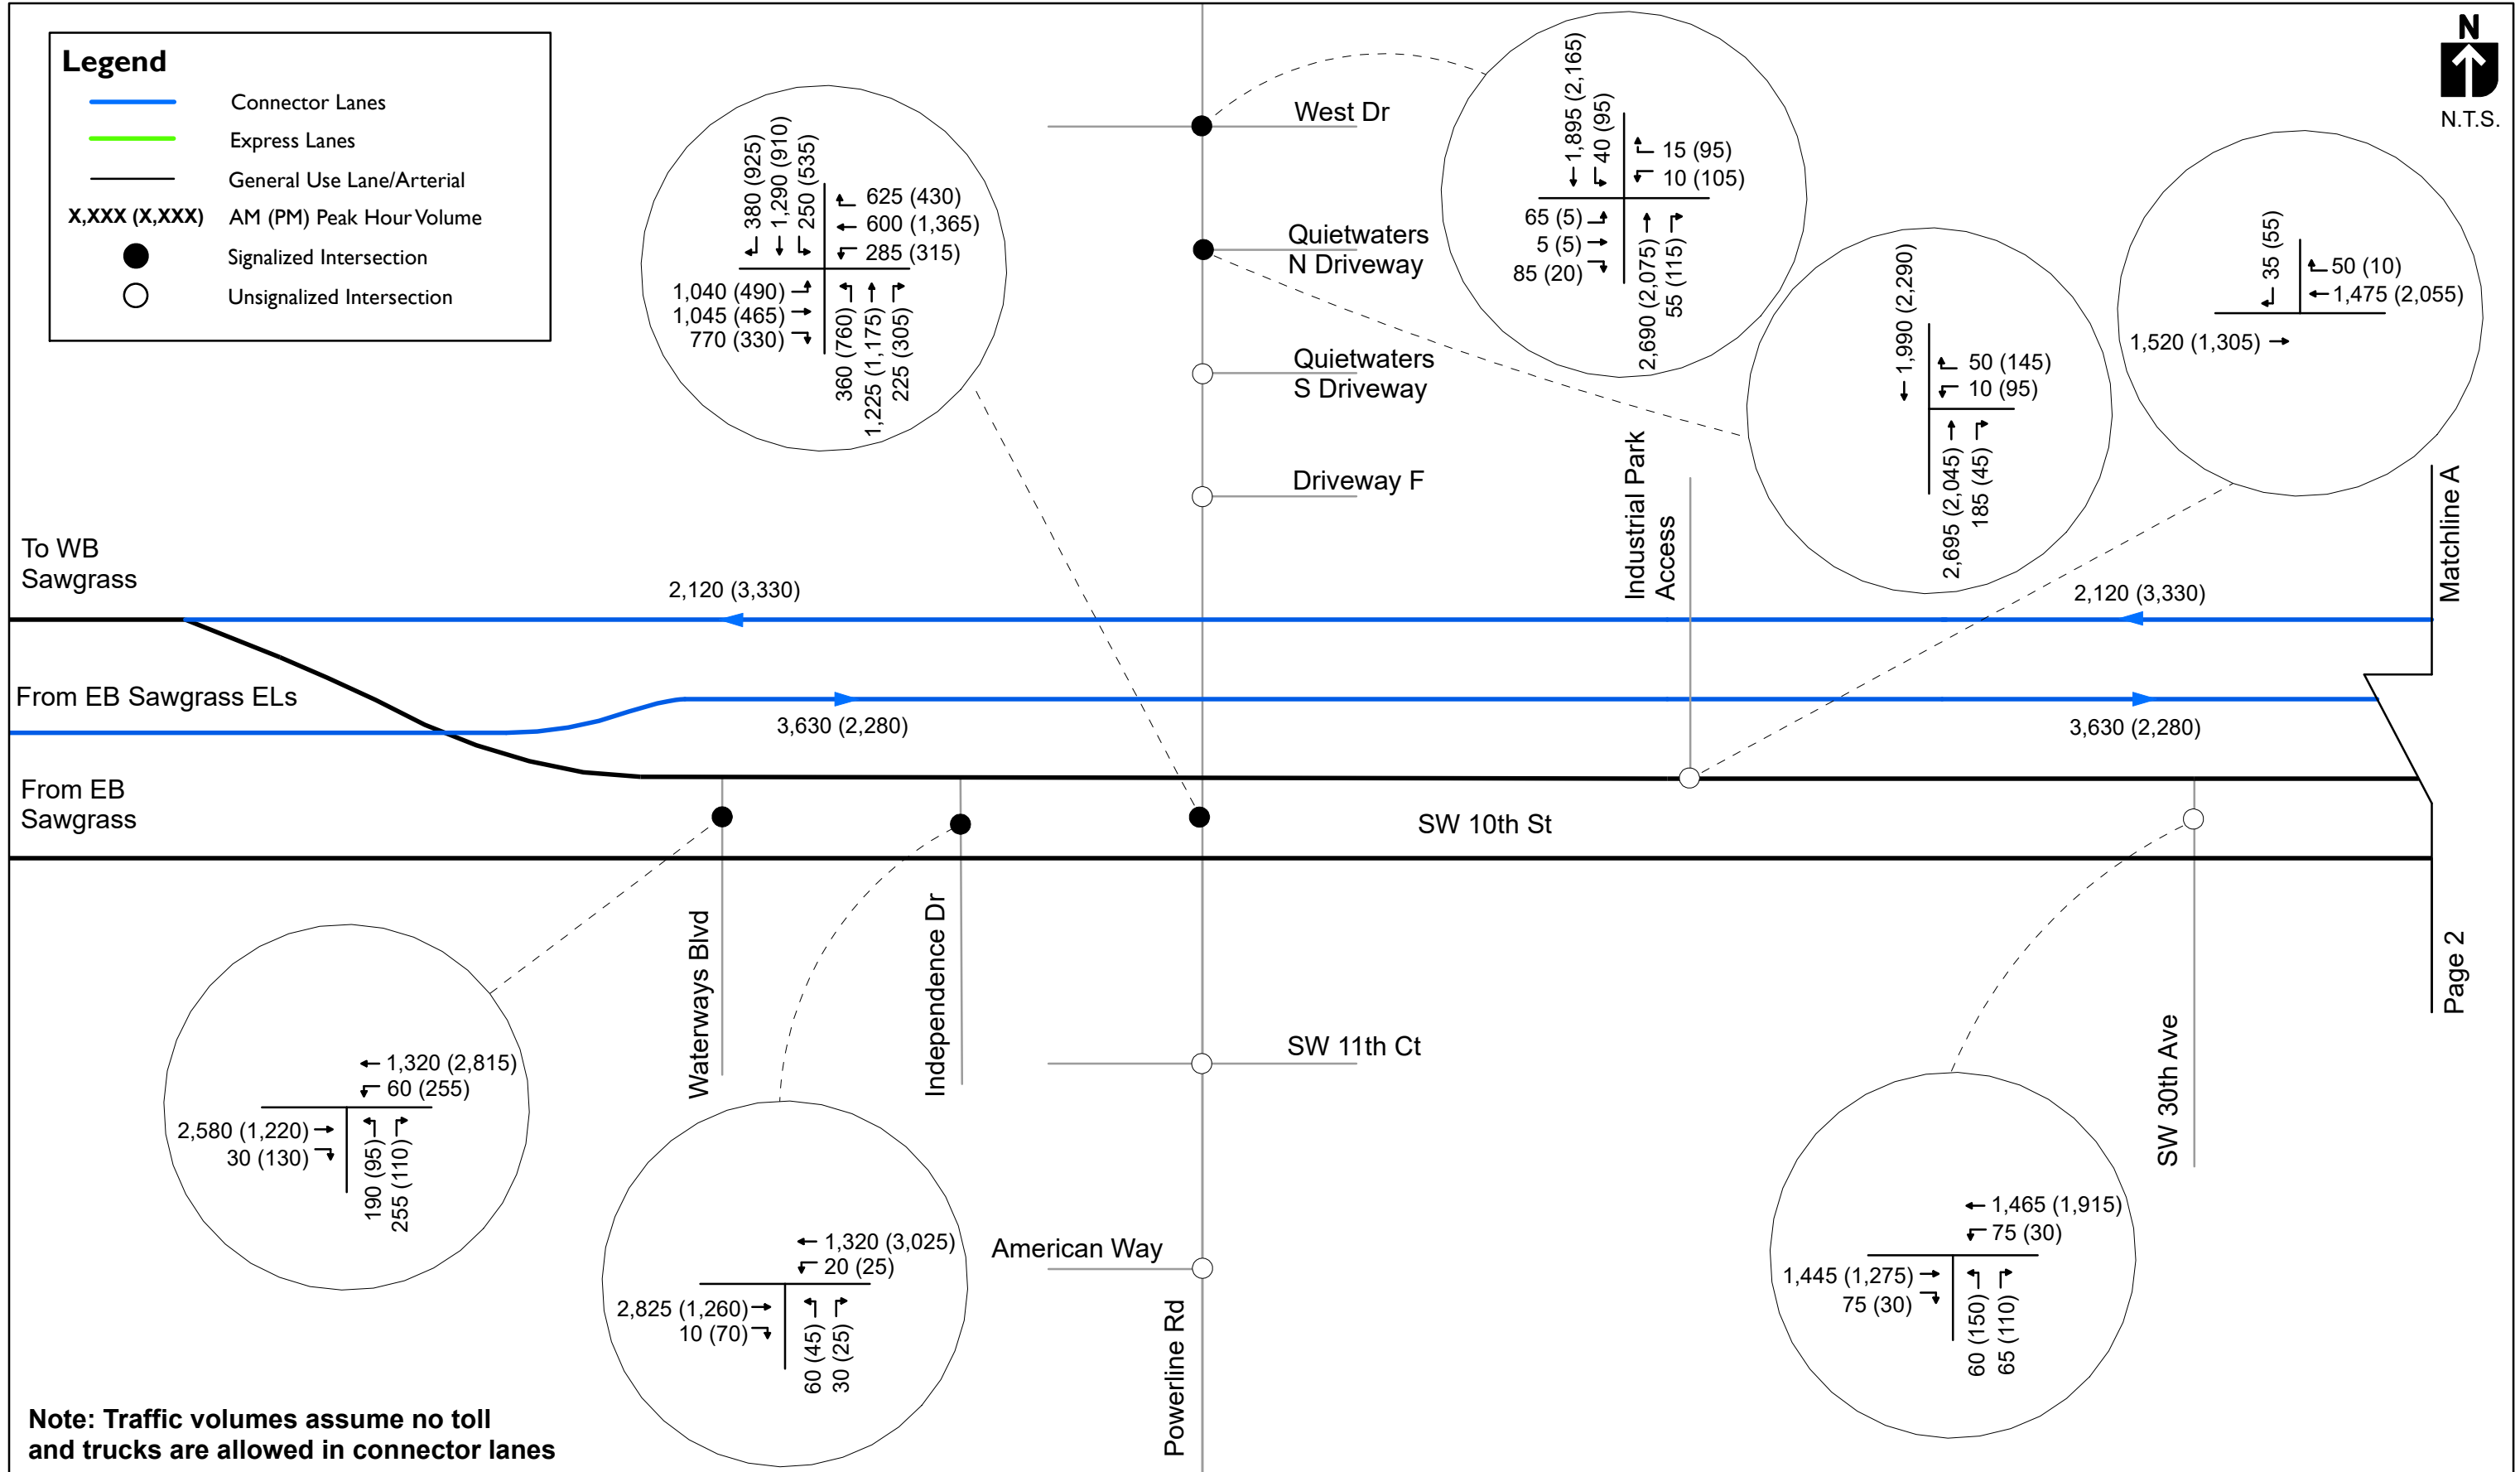 Legend
Connector Lanes
Express Lanes
General Use Lane/Arterial
X,XXX (X,XXX) AM (PM) Peak Hour Volume
Signalized Intersection
Unsignalized Intersection
N
N.T.S.
380 (925)
1,290 (910)
250 (535)
625 (430)
600 (1,365)
285 (315)
1,040 (490)
1,045 (465)
770 (330)
360 (760)
1,225 (1,175)
225 (305)
West Dr
Quietwaters
N Driveway
Quietwaters
S Driveway
Driveway F
1,895 (2,165)
40 (95)
15 (95)
10 (105)
65 (5)
5 (5)
85 (20)
2,690 (2,075)
55 (115)
1,990 (2,290)
50 (145)
10 (95)
2,695 (2,045)
185 (45)
35 (55)
50 (10)
1,475 (2,055)
1,520 (1,305)
Industrial Park
Access
Matchline A
To WB
Sawgrass
2,120 (3,330)
2,120 (3,330)
From EB Sawgrass ELs
3,630 (2,280)
3,630 (2,280)
From EB
Sawgrass
SW 10th St
Waterways Blvd
Independence Dr
Page 2
1,320 (2,815)
60 (255)
2,580 (1,220)
30 (130)
190 (95)
255 (110)
SW 11th Ct
SW 30th Ave
1,320 (3,025)
20 (25)
2,825 (1,260)
10 (70)
60 (45)
30 (25)
American Way
Powerline Rd
1,465 (1,915)
75 (30)
1,445 (1,275)
75 (30)
60 (150)
65 (110)
Note: Traffic volumes assume no toll
and trucks are allowed in connector lanes